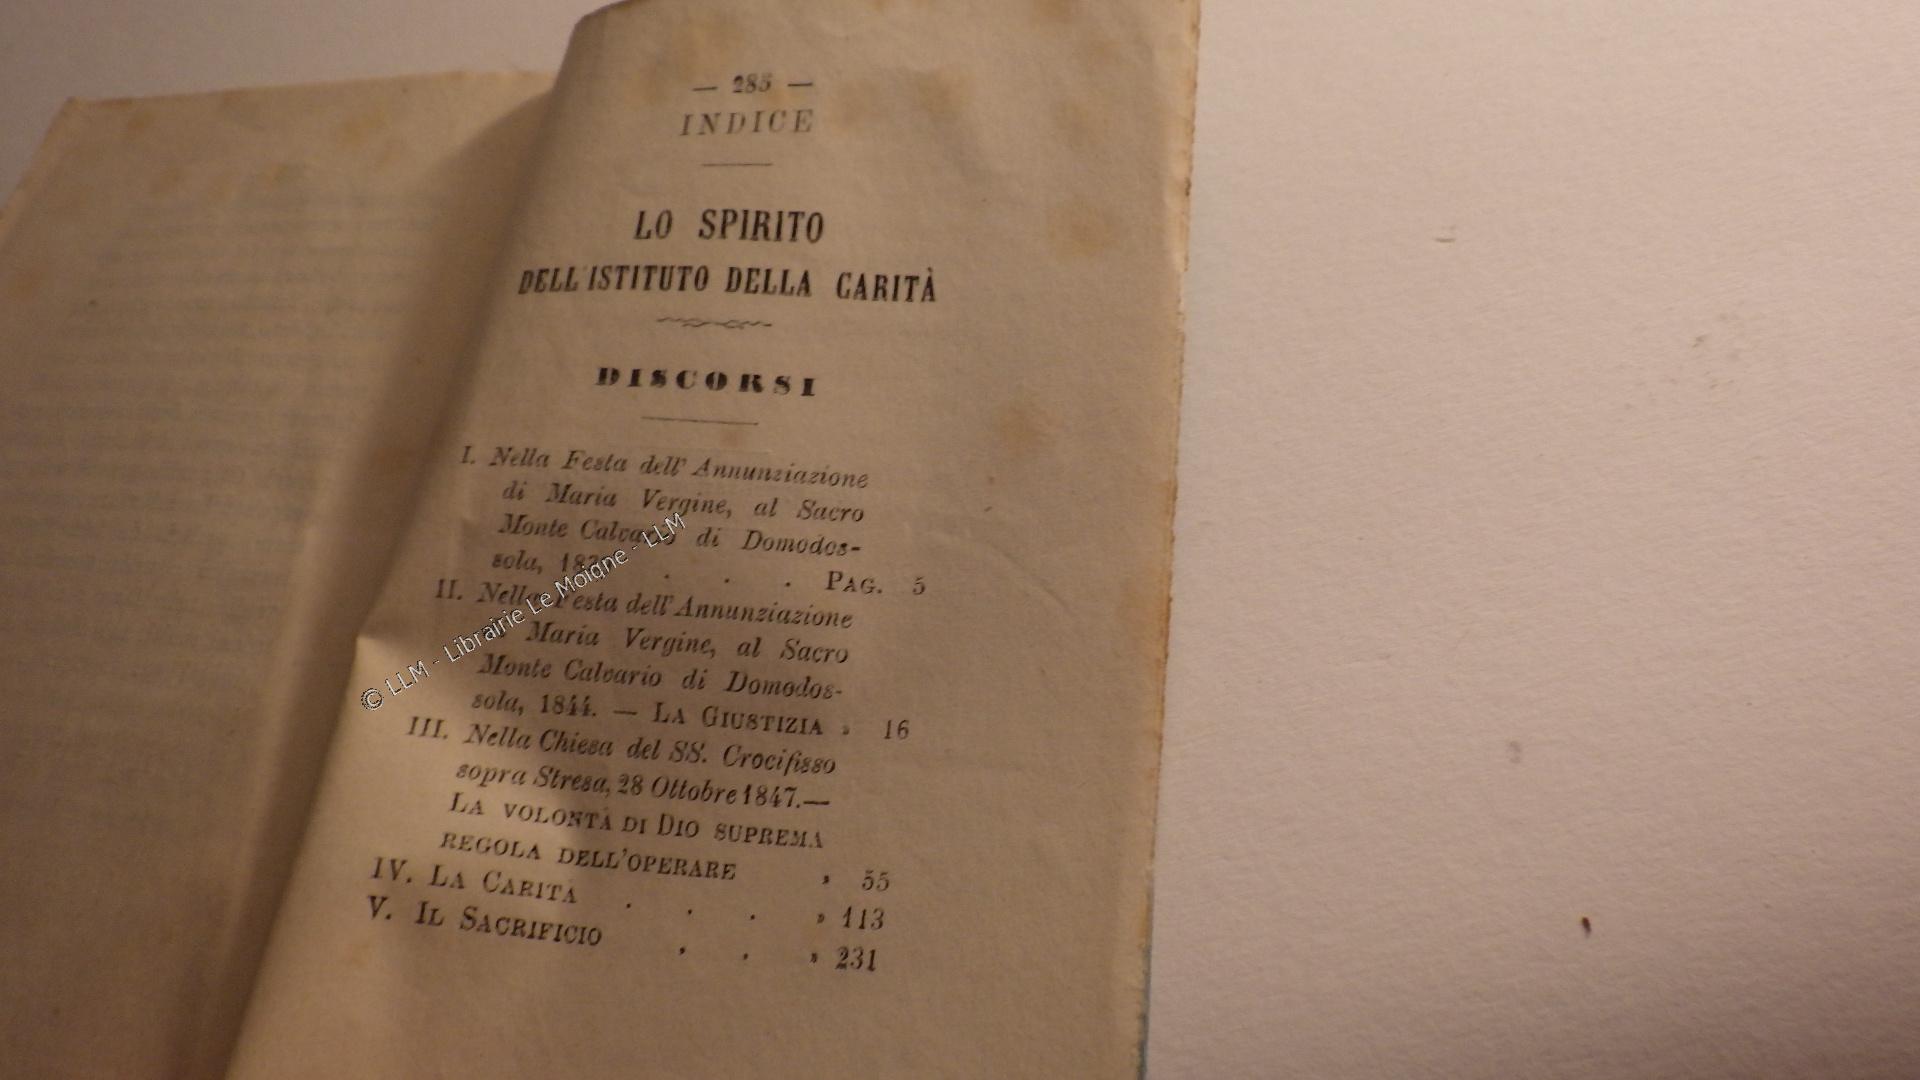 — 285 —
INDICE
LO SPIRITO
DELL'ISTITUTO DELLA CARITÀ
DISCORSI
I. Nella Festa dell' Annunziazione
di Maria Vergine, al Sacro
Monte Calvario di Domodos-
sola, . . . PAG. 5
II. Nella Festa dell'Annunziazione
Maria Vergine, al Sacro
Monte Calvario di Domodos-
sola, 1844. — LA GIUSTIZIA » 16
III. Nella Chiesa del SS. Crocifisso
sopra Stresa, 28 Ottobre 1847.—
LA VOLONTÀ DI DIO SUPREMA
REGOLA DELL'OPERARE » 55
IV. LA CARITÀ . . . » 113
V. IL SACRIFICIO . . » 231
© LLM - Librairie Le Moigne - LLM